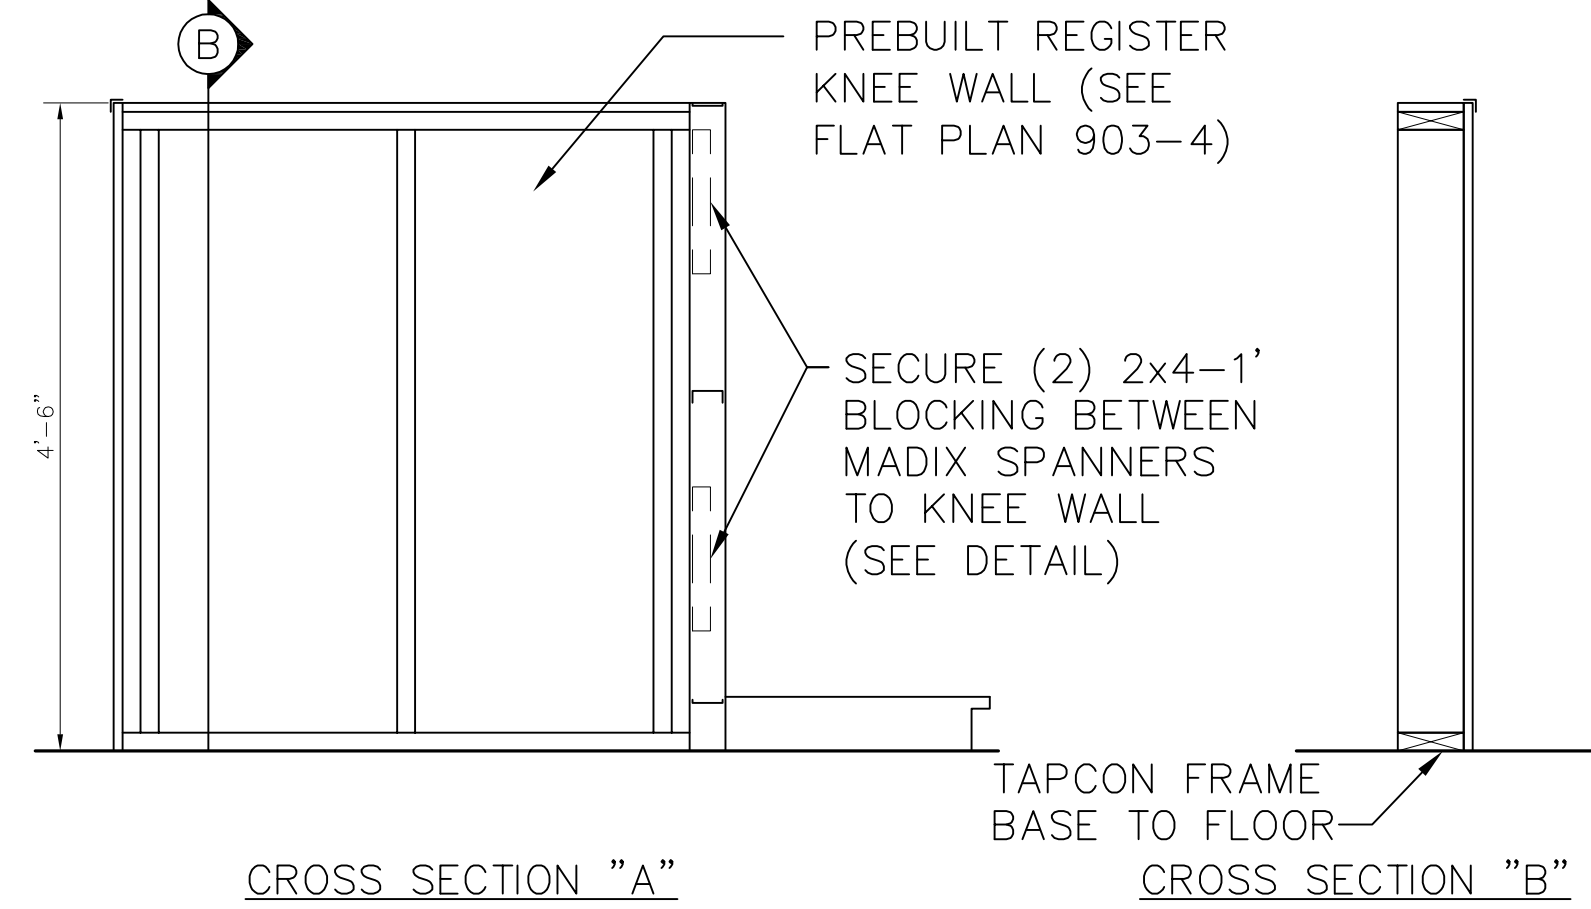 B
PREBUILT REGISTER
KNEE WALL (SEE
FLAT PLAN 903-4)
4'-6"
SECURE (2) 2x4-1'
BLOCKING BETWEEN
MADIX SPANNERS
TO KNEE WALL
(SEE DETAIL)
TAPCON FRAME
BASE TO FLOOR
CROSS SECTION "A"
CROSS SECTION "B"